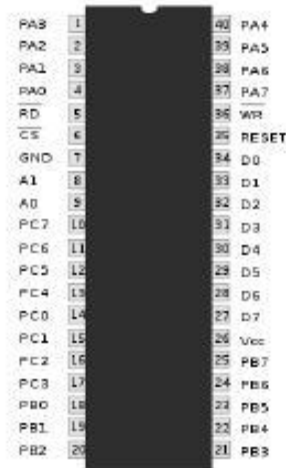 PA3 1 40 PA4
PA2 2 39 PA5
PA1 3 38 PA6
PA0 4 37 PA7
RD 5 36 WR
CS 6 35 RESET
GND 7 34 D0
A1 8 33 D1
A0 9 32 D2
PC7 10 31 D3
PC6 11 30 D4
PC5 12 29 D5
PC4 13 28 D6
PC0 14 27 D7
PC1 15 26 Vcc
PC2 16 25 PB7
PC3 17 24 PB6
PB0 18 23 PB5
PB1 19 22 PB4
PB2 20 21 PB3